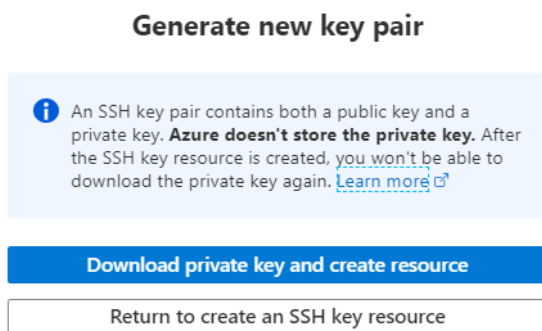 Generate new key pair
An SSH key pair contains both a public key and a
private key. Azure doesn't store the private key. After
the SSH key resource is created, you won't be able to
download the private key again. Learn more
Download private key and create resource
Return to create an SSH key resource